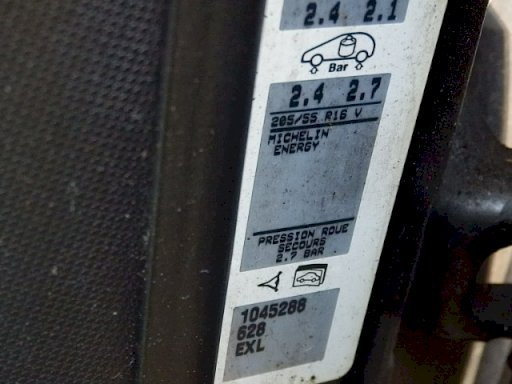 2.4 2.1
Bar
2.4 2.7
205/55 R16 V
MICHELIN
ENERGY
PRESSION ROUE
SECOURS
2.7 BAR
1045288
628
EXL